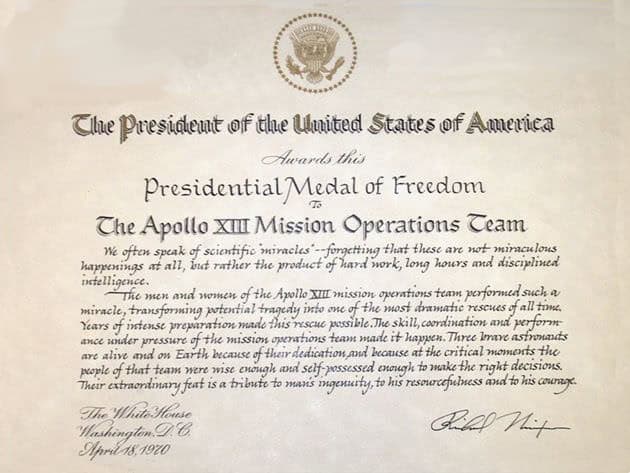 The President of the United States of America
Awards this
Presidential Medal of Freedom
To
The Apollo XIII Mission Operations Team
We often speak of scientific "miracles"--forgetting that these are not miraculous
happenings at all, but rather the product of hard work, long hours and disciplined
intelligence.
The men and women of the Apollo XIII mission operations team performed such a
miracle, transforming potential tragedy into one of the most dramatic rescues of all time.
Years of intense preparation made this rescue possible. The skill, coordination and perform-
ance under pressure of the mission operations team made it happen. Three brave astronauts
are alive and on Earth because of their dedication, and because at the critical moments the
people of that team were wise enough and self-possessed enough to make the right decisions.
Their extraordinary feat is a tribute to man's ingenuity, to his resourcefulness and to his courage.
The White House
Washington, D.C.
April 18, 1970
Richard Nixon